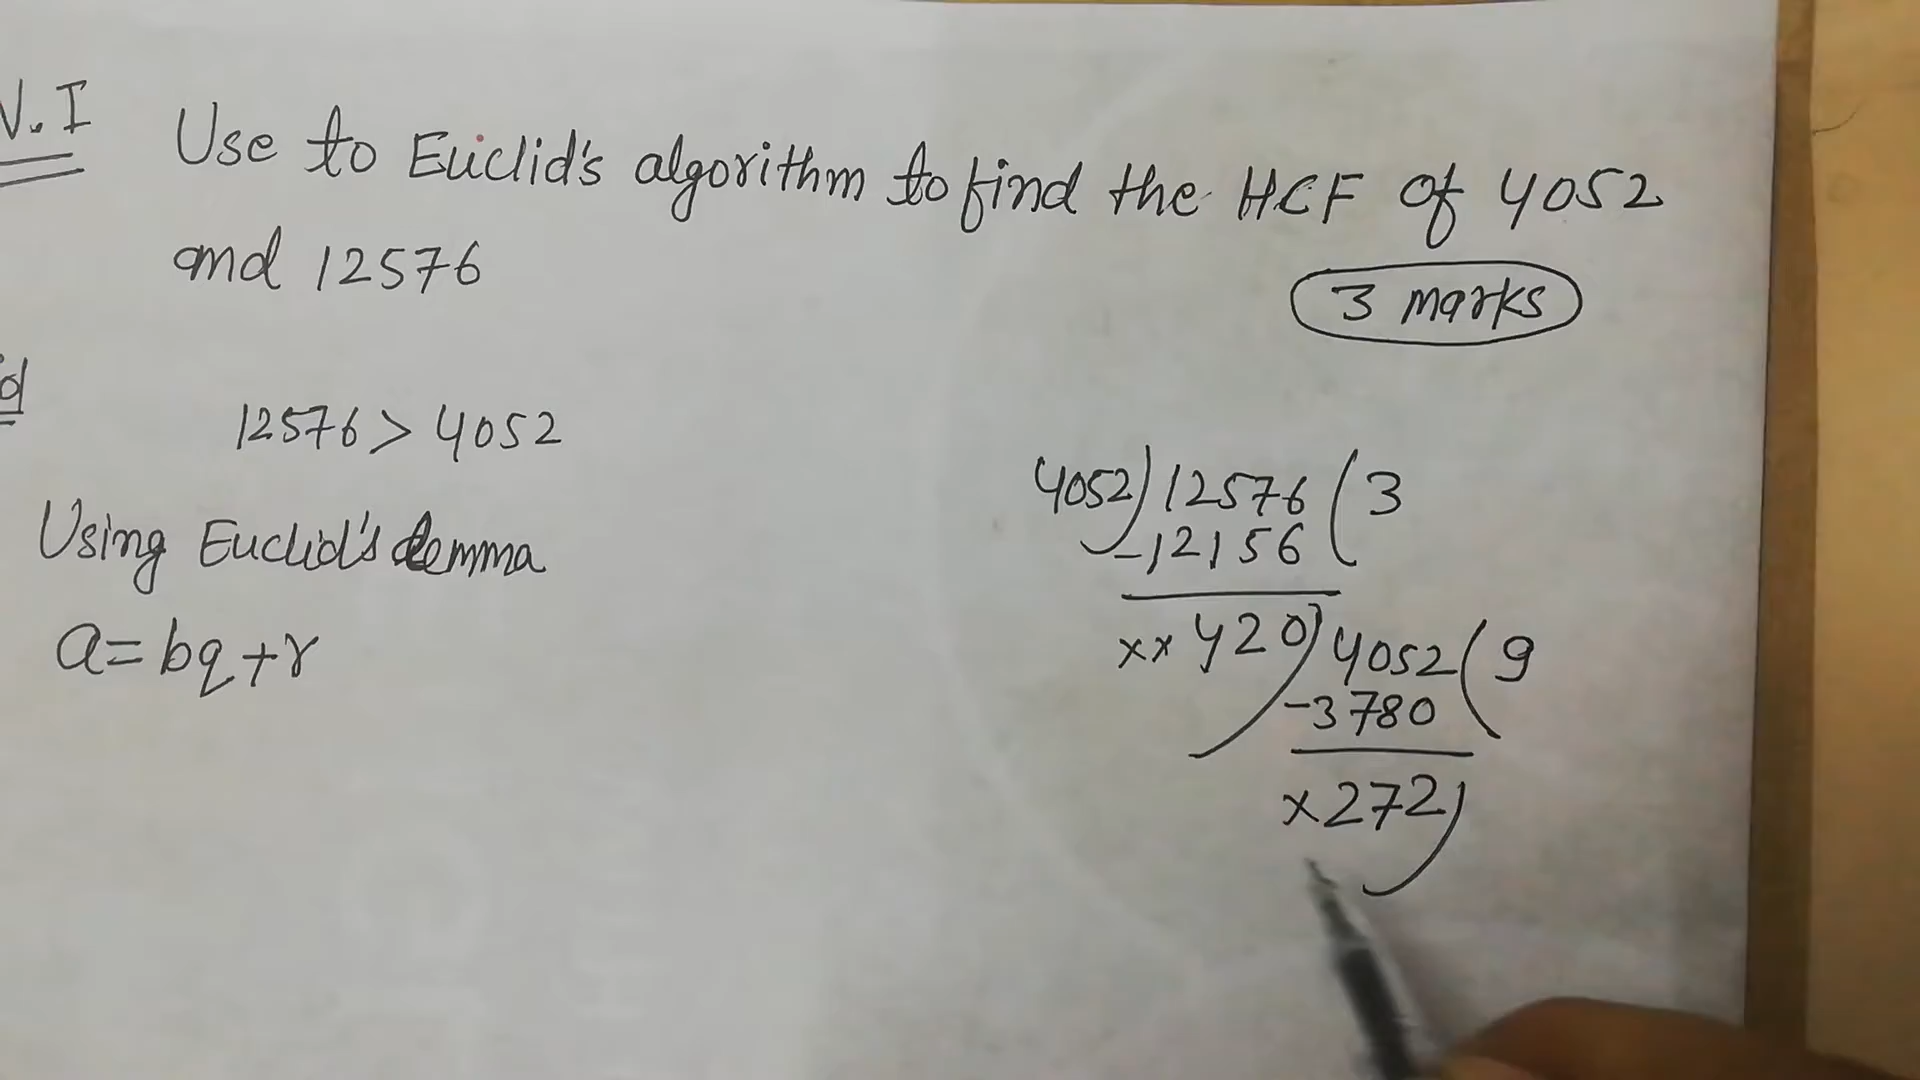 N.I Use to Euclid's algorithm to find the HCF of 4052
and 12576
3 marks
12576 > 4052
Using Euclid's lemma
a = bq + r
4052) 12576 ( 3
-12156
xx 420) 4052 ( 9
-3780
x 272)